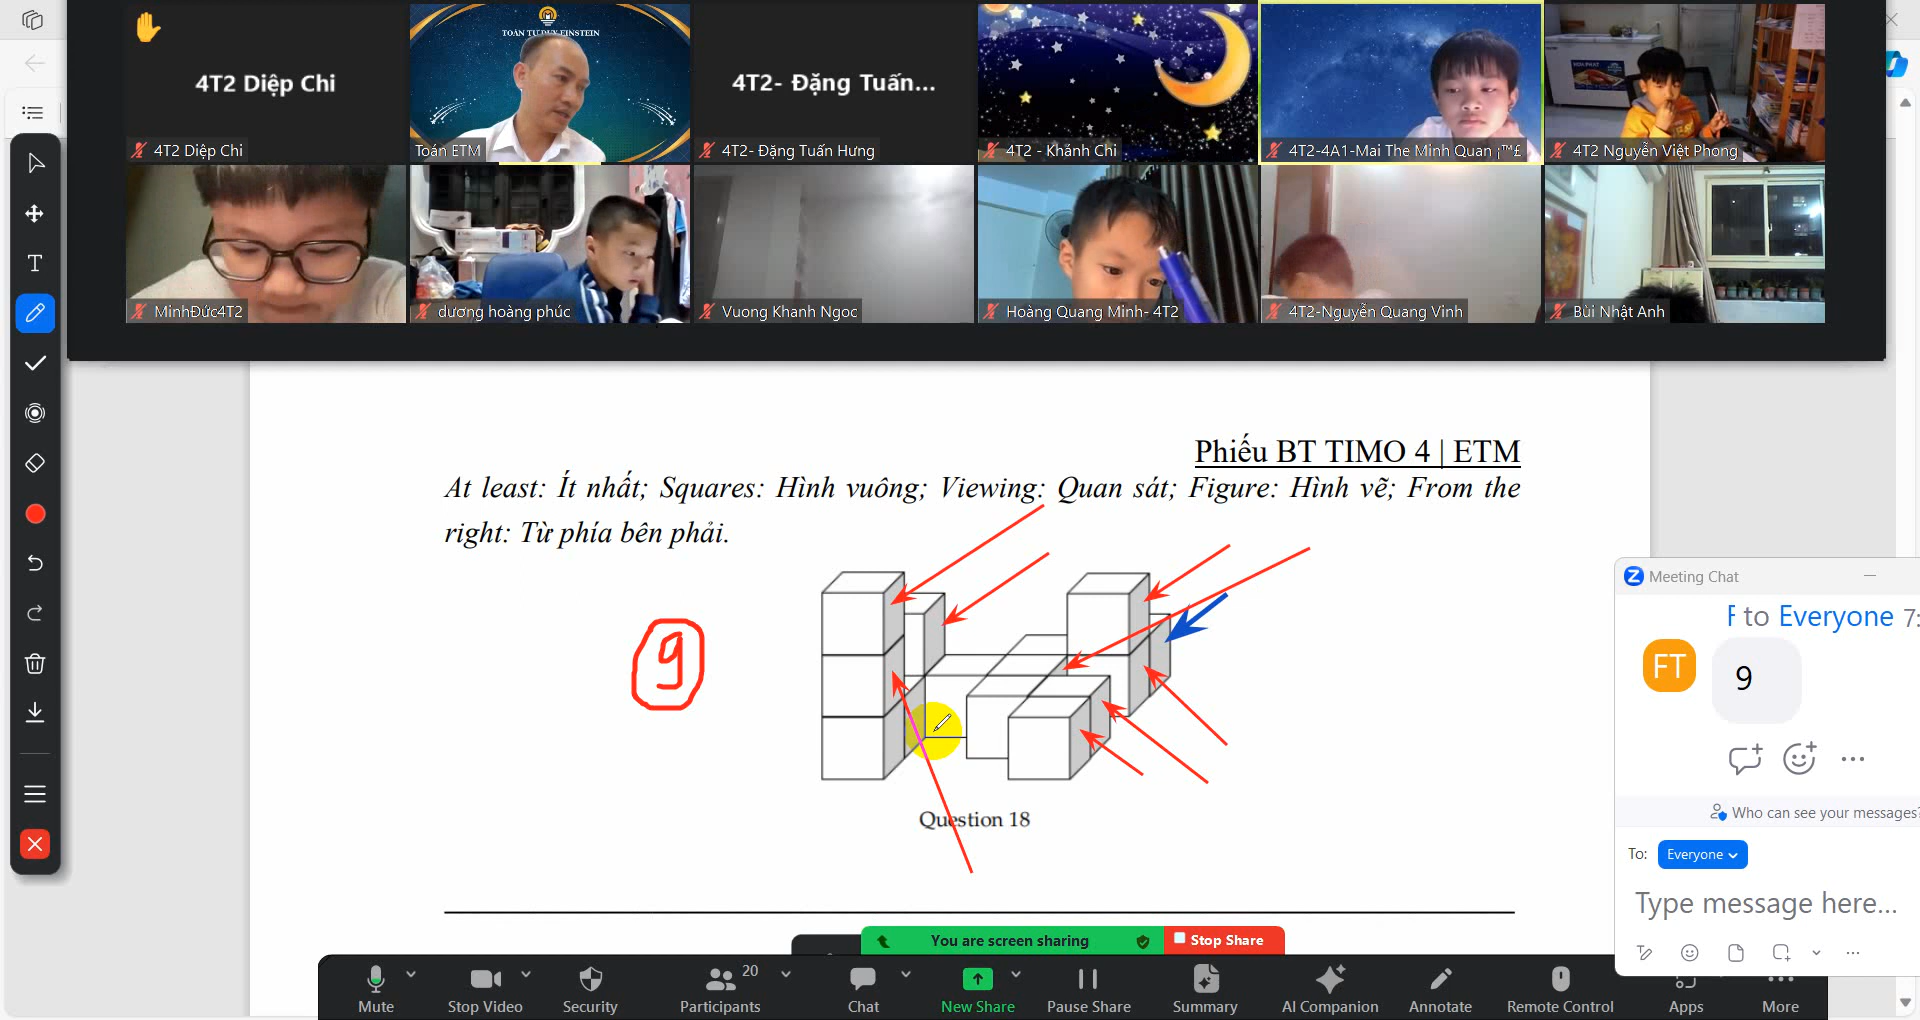 4T2 Diệp Chi
4T2 Diệp Chi
TOÁN TƯ DUY EINSTEIN
Toán ETM
4T2- Đặng Tuấn...
4T2- Đặng Tuấn Hưng
4T2 - Khánh Chi
4T2-4A1-Mai The Minh Quan ¡™£
4T2 Nguyễn Việt Phong
MinhĐức4T2
dương hoàng phúc
Vuong Khanh Ngoc
Hoàng Quang Minh- 4T2
4T2-Nguyễn Quang Vinh
Bùi Nhật Anh
Phiếu BT TIMO 4 | ETM
At least: Ít nhất; Squares: Hình vuông; Viewing: Quan sát; Figure: Hình vẽ; From the
right: Từ phía bên phải.
9
Question 18
Meeting Chat
F to Everyone 7:
FT
9
Who can see your messages?
To: Everyone
Type message here...
You are screen sharing
Stop Share
Mute
Stop Video
Security
Participants
20
Chat
New Share
Pause Share
Summary
AI Companion
Annotate
Remote Control
Apps
More